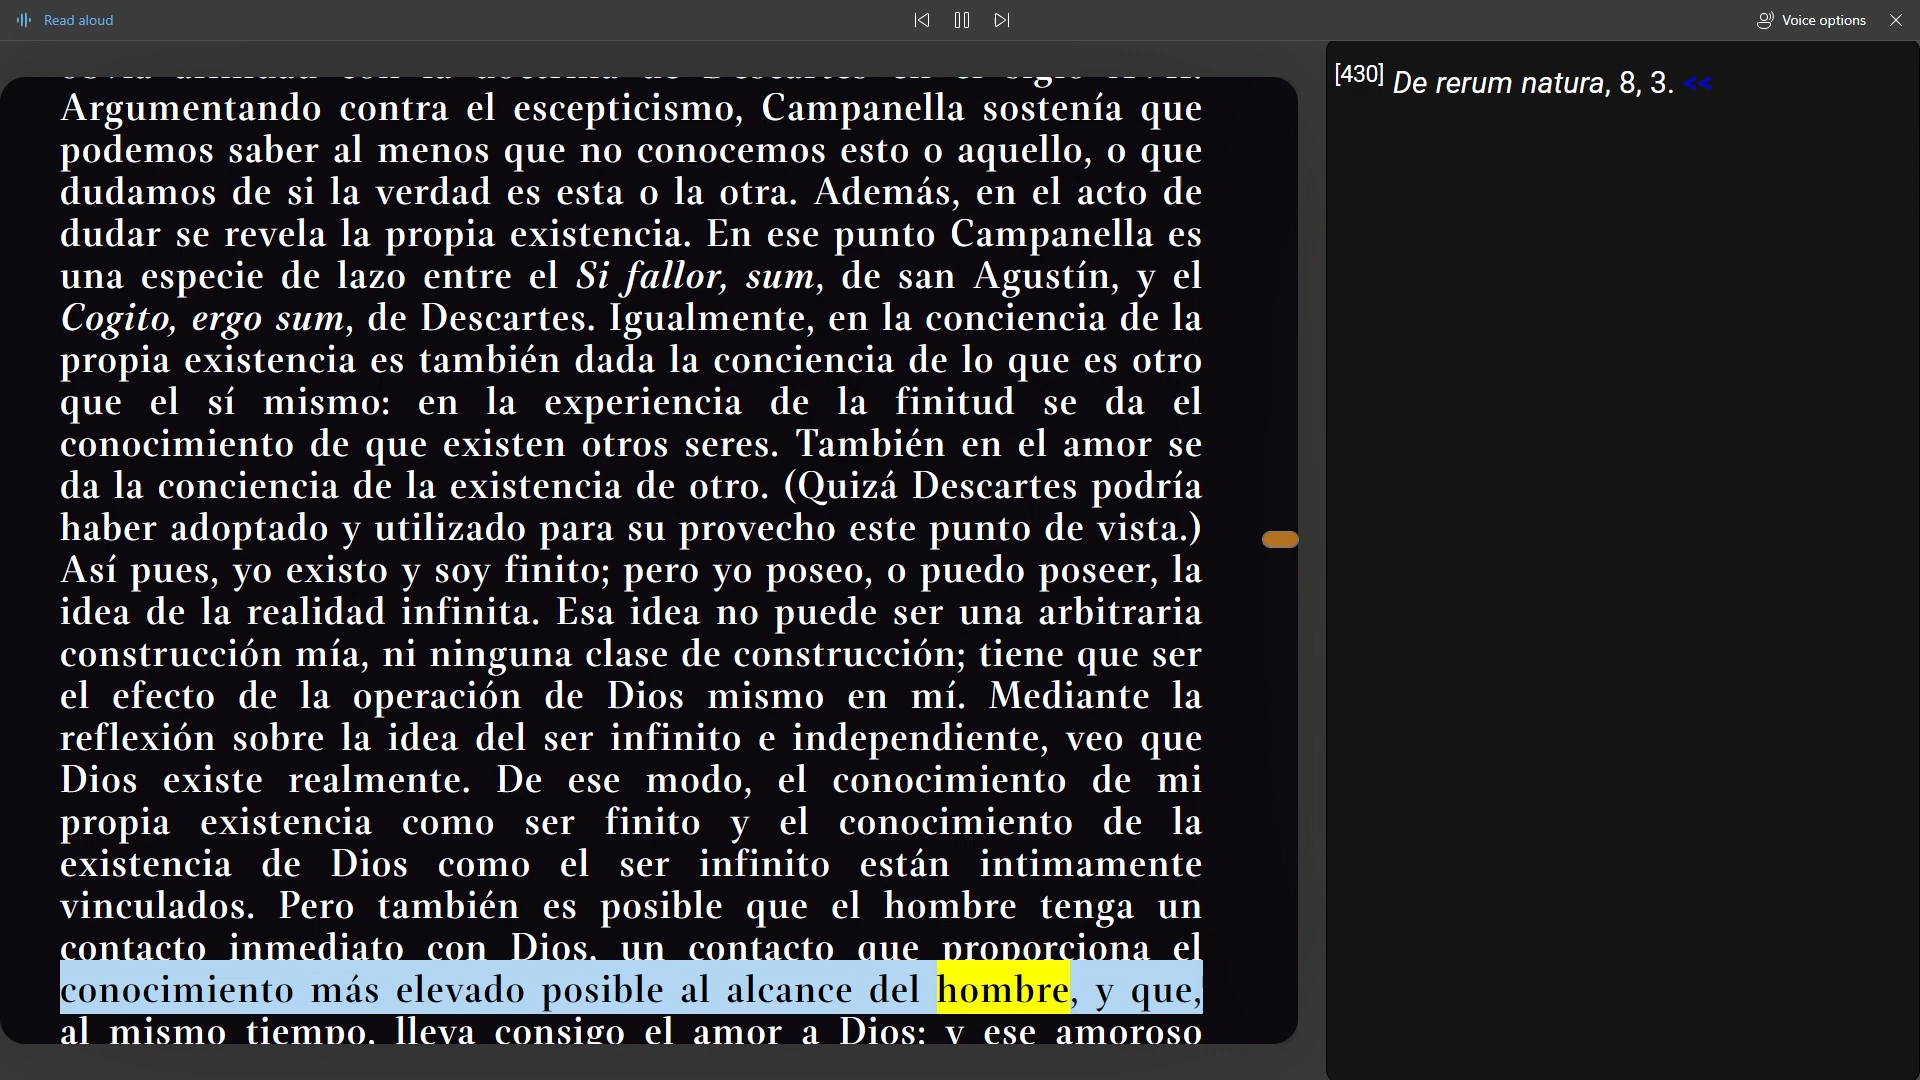 Read aloud
Voice options
Argumentando contra el escepticismo, Campanella sostenía que
podemos saber al menos que no conocemos esto o aquello, o que
dudamos de si la verdad es esta o la otra. Además, en el acto de
dudar se revela la propia existencia. En ese punto Campanella es
una especie de lazo entre el Si fallor, sum, de san Agustín, y el
Cogito, ergo sum, de Descartes. Igualmente, en la conciencia de la
propia existencia es también dada la conciencia de lo que es otro
que el sí mismo: en la experiencia de la finitud se da el
conocimiento de que existen otros seres. También en el amor se
da la conciencia de la existencia de otro. (Quizá Descartes podría
haber adoptado y utilizado para su provecho este punto de vista.)
Así pues, yo existo y soy finito; pero yo poseo, o puedo poseer, la
idea de la realidad infinita. Esa idea no puede ser una arbitraria
construcción mía, ni ninguna clase de construcción; tiene que ser
el efecto de la operación de Dios mismo en mí. Mediante la
reflexión sobre la idea del ser infinito e independiente, veo que
Dios existe realmente. De ese modo, el conocimiento de mi
propia existencia como ser finito y el conocimiento de la
existencia de Dios como el ser infinito están intimamente
vinculados. Pero también es posible que el hombre tenga un
contacto inmediato con Dios, un contacto que proporciona el
conocimiento más elevado posible al alcance del hombre, y que,
al mismo tiempo, lleva consigo el amor a Dios; y ese amoroso
[430] De rerum natura, 8, 3. <<